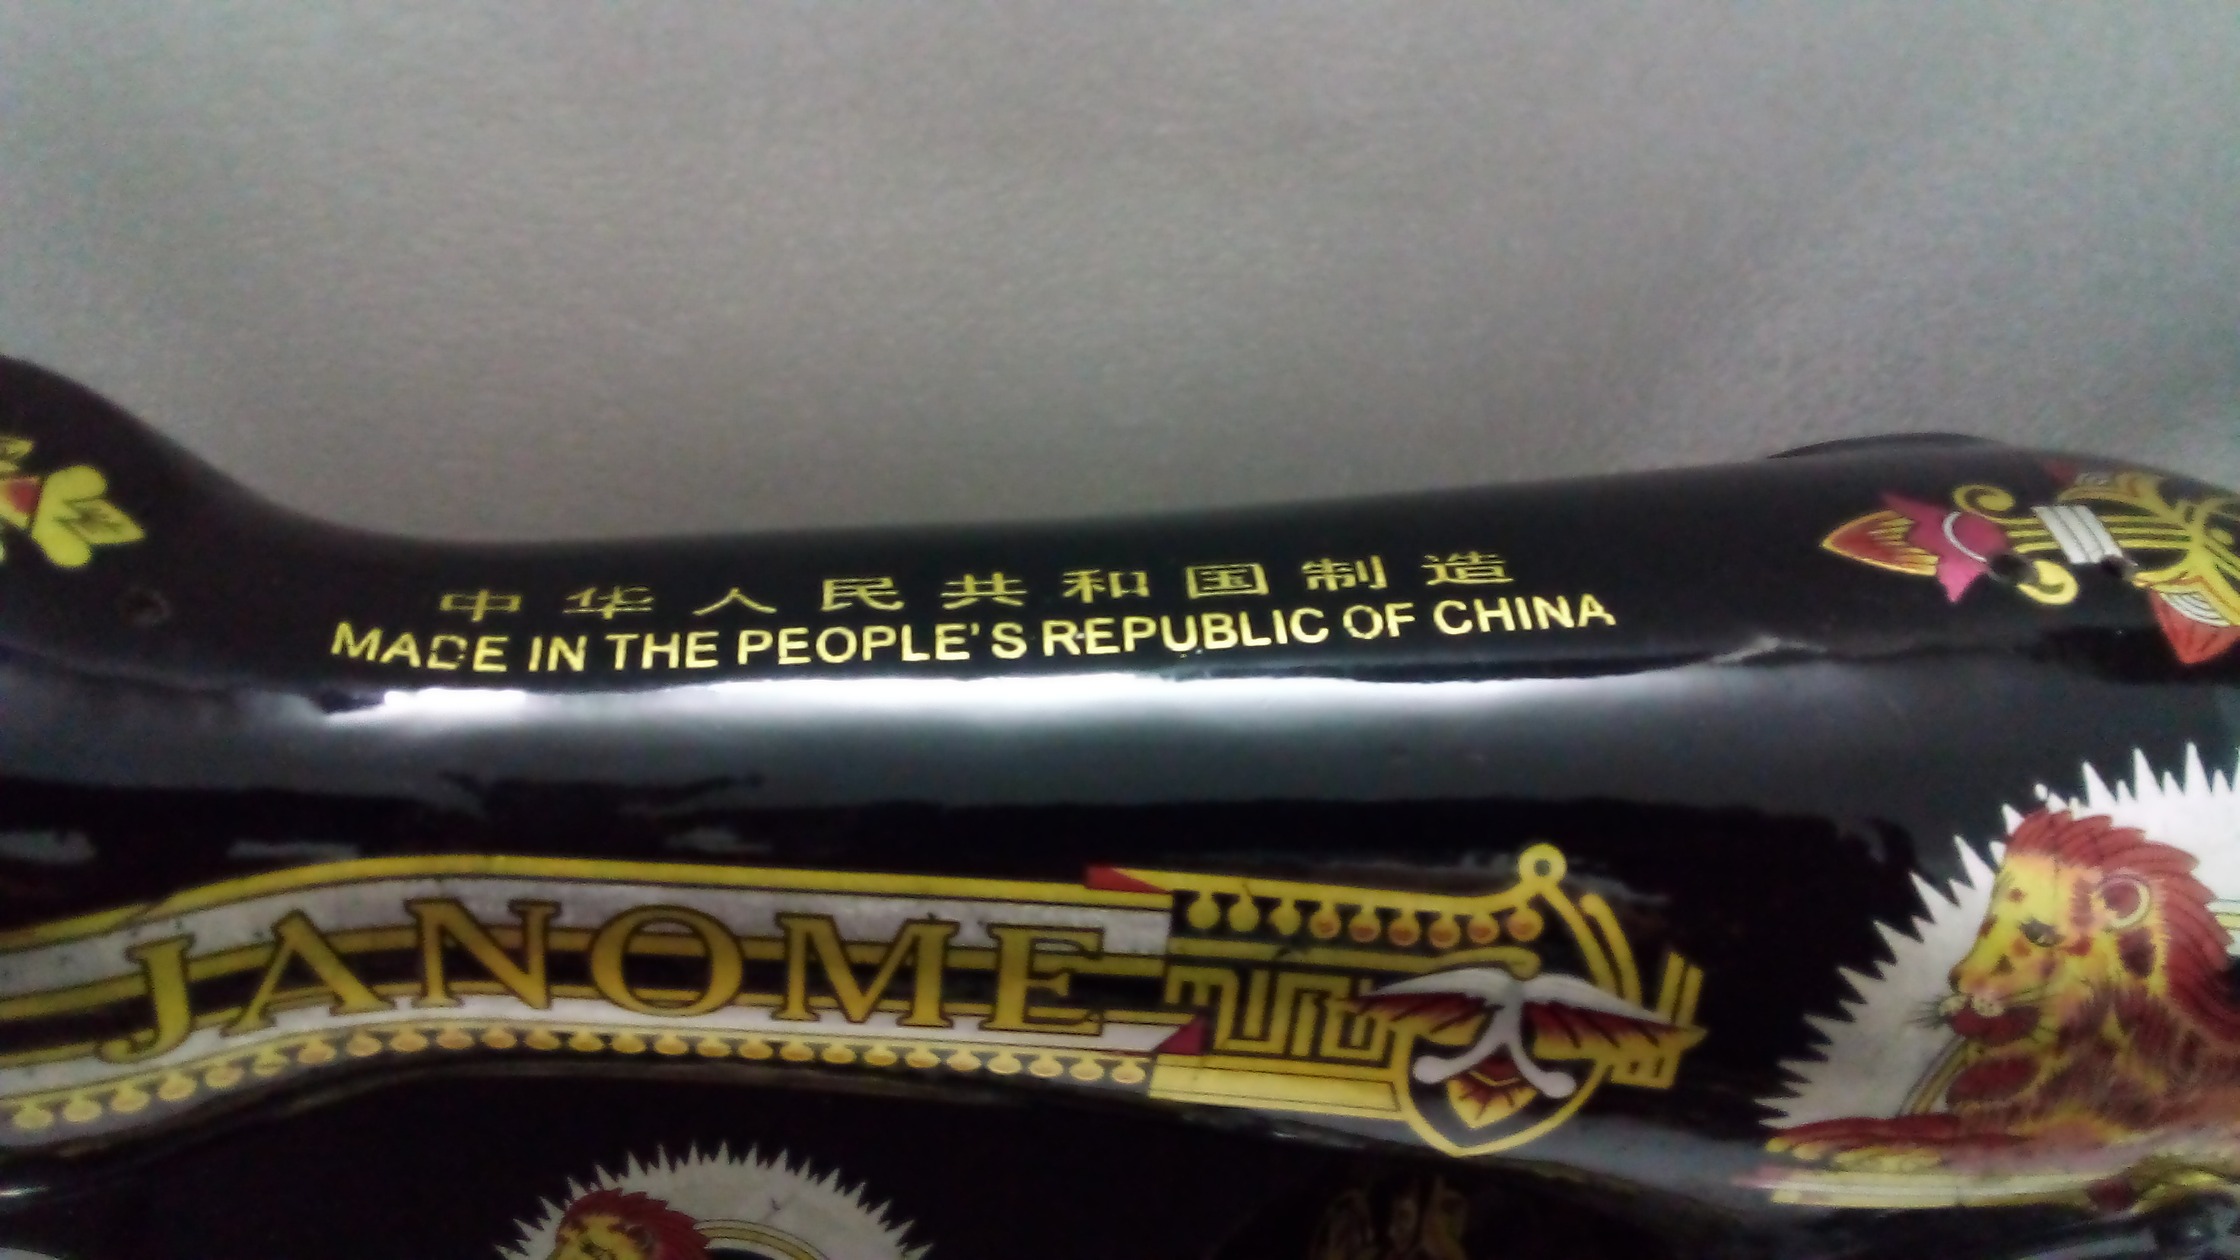 中华人民共和国制造
MADE IN THE PEOPLE'S REPUBLIC OF CHINA
JANOME